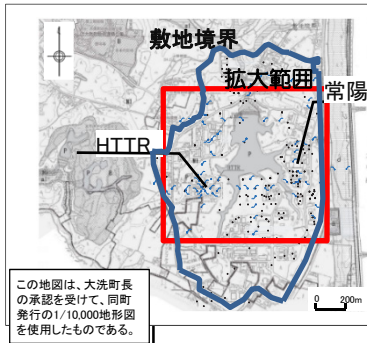 敷地境界
拡大範囲
常陽
HTTR
この地図は、大洗町長
の承認を受けて、同町
発行の1/10,000地形図
を使用したものである。
0 200m